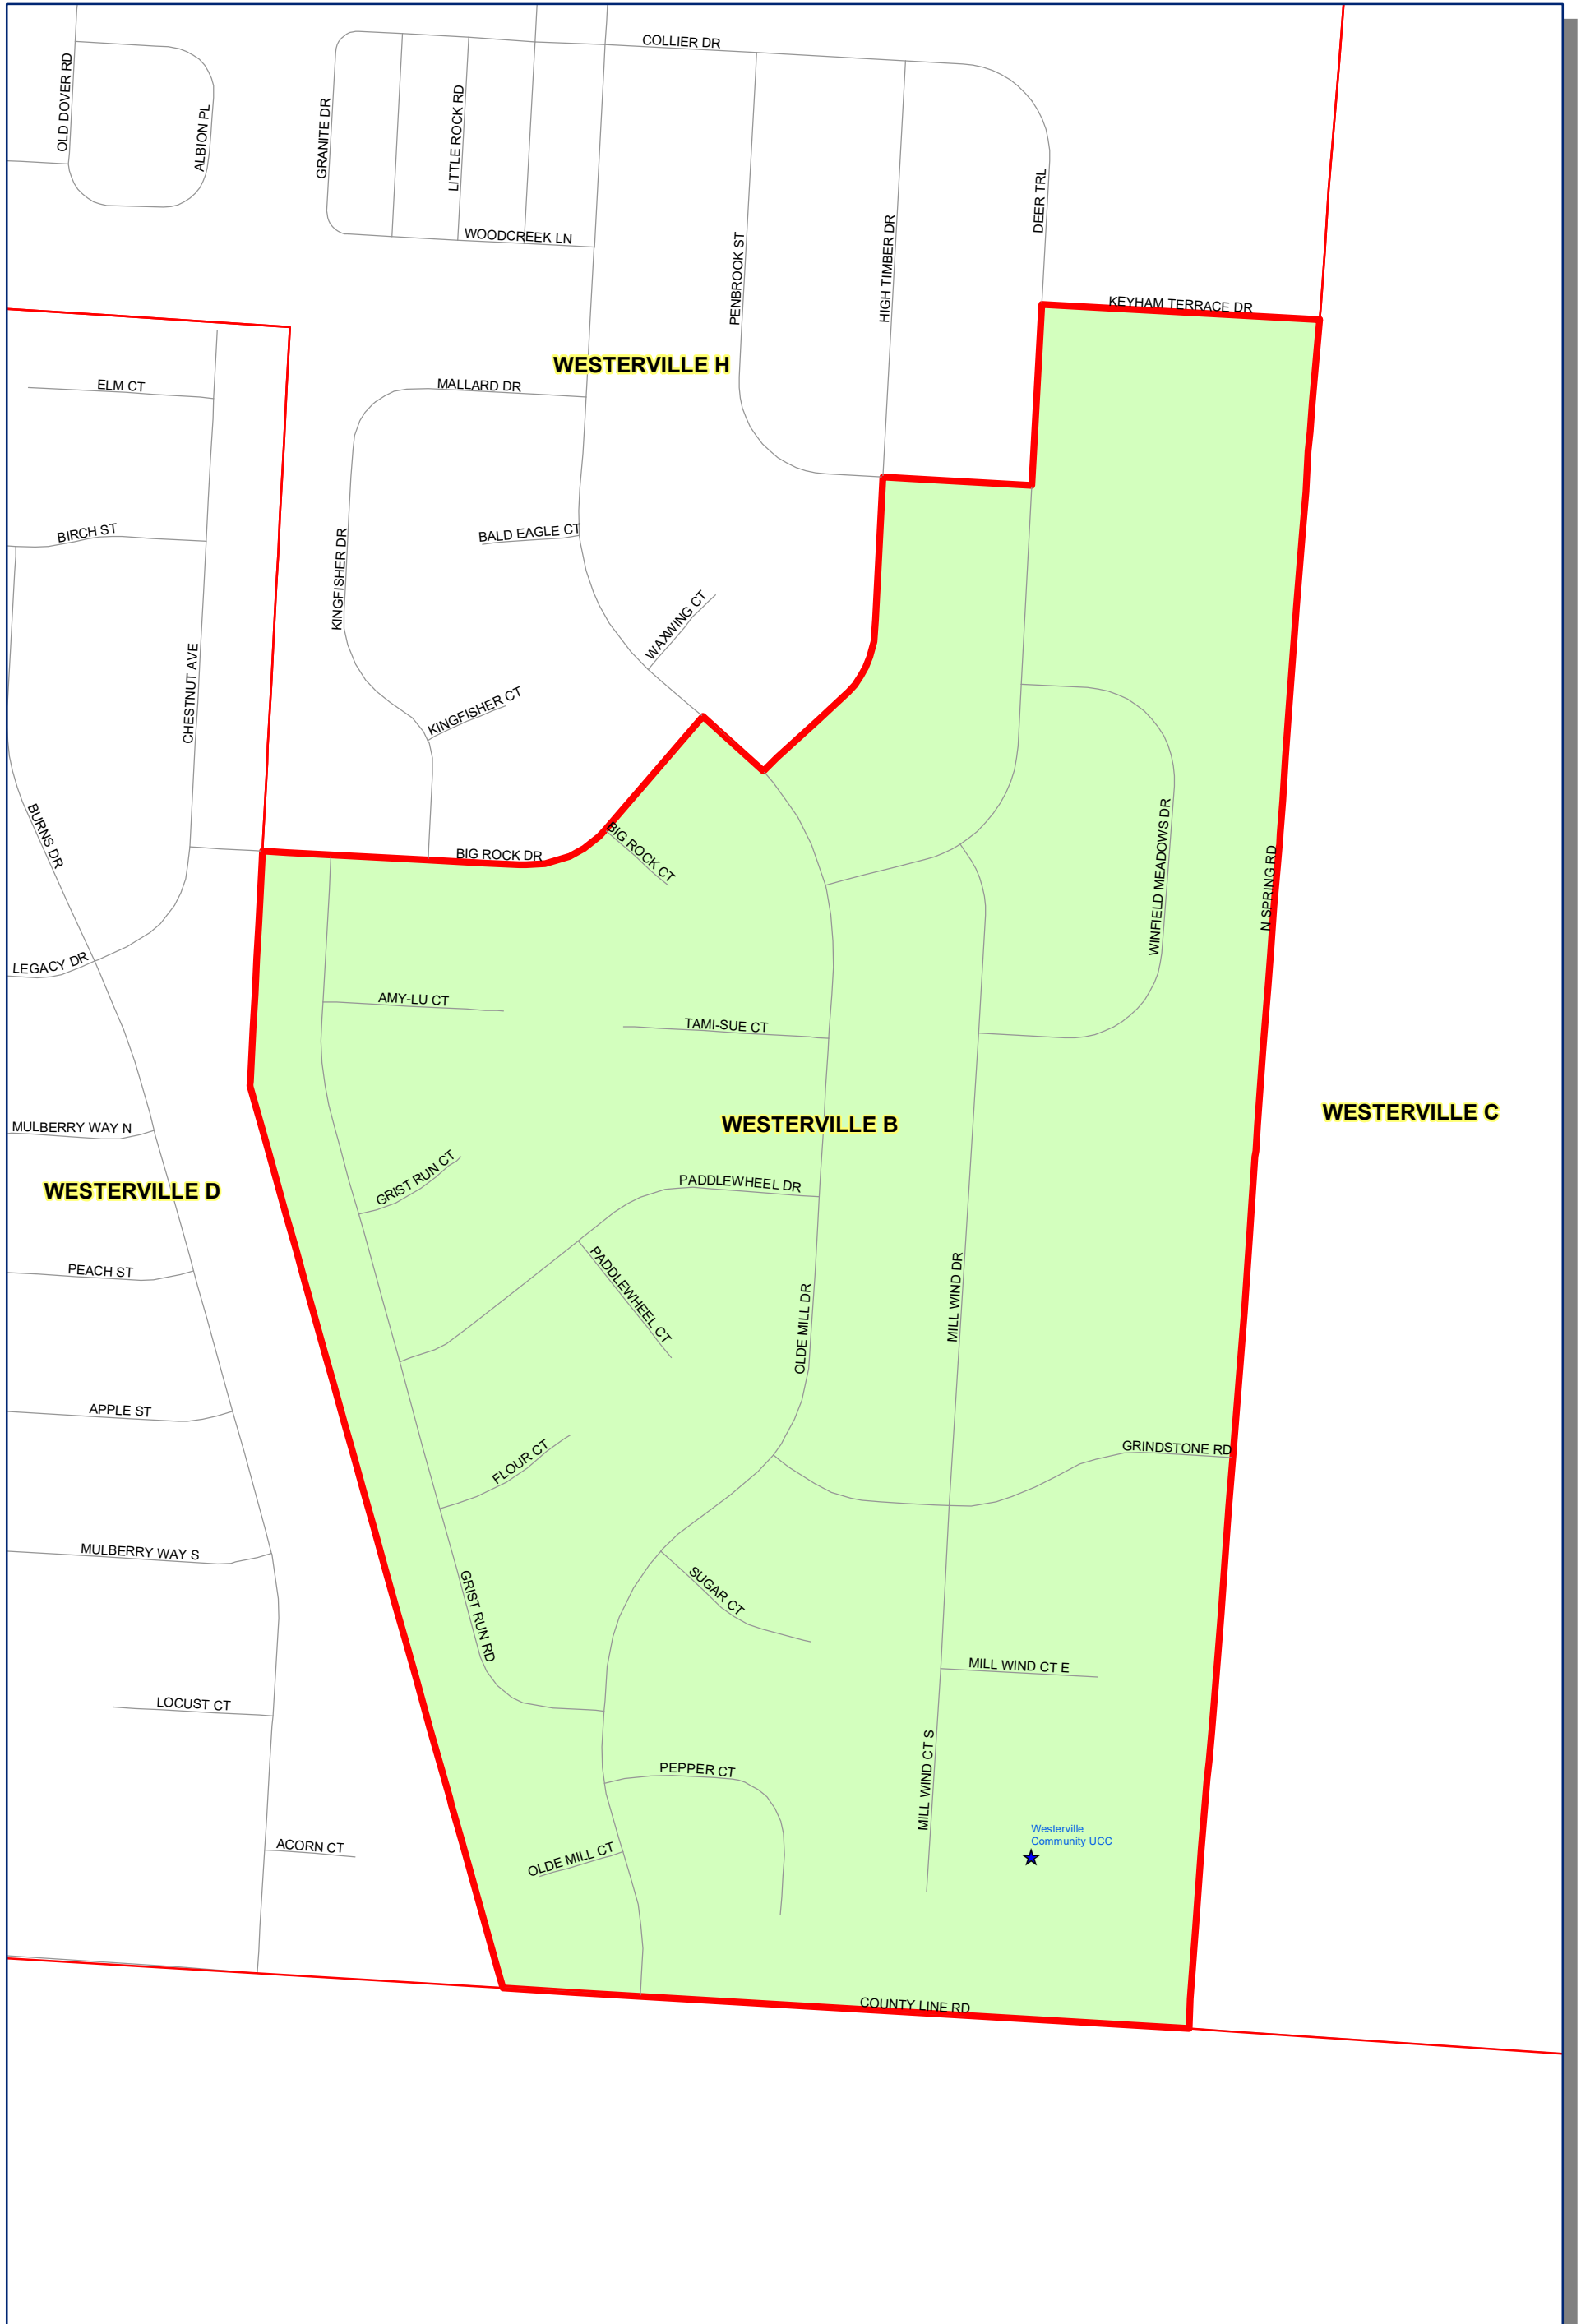 COLLIER DR
OLD DOVER RD
ALBION PL
GRANITE DR
LITTLE ROCK RD
WOODCREEK LN
PENBROOK ST
HIGH TIMBER DR
DEER TRL
KEYHAM TERRACE DR
WESTERVILLE H
ELM CT
MALLARD DR
BIRCH ST
BALD EAGLE CT
KINGFISHER DR
WAXWING CT
CHESTNUT AVE
KINGFISHER CT
BURNS DR
BIG ROCK DR
BIG ROCK CT
WINFIELD MEADOWS DR
N SPRING RD
LEGACY DR
AMY-LU CT
TAMI-SUE CT
WESTERVILLE B
WESTERVILLE C
MULBERRY WAY N
GRIST RUN CT
PADDLEWHEEL DR
WESTERVILLE D
PEACH ST
PADDLEWHEEL CT
OLDE MILL DR
MILL WIND DR
APPLE ST
FLOUR CT
GRINDSTONE RD
MULBERRY WAY S
GRIST RUN RD
SUGAR CT
MILL WIND CT E
LOCUST CT
PEPPER CT
MILL WIND CT S
ACORN CT
OLDE MILL CT
Westerville
Community UCC
COUNTY LINE RD